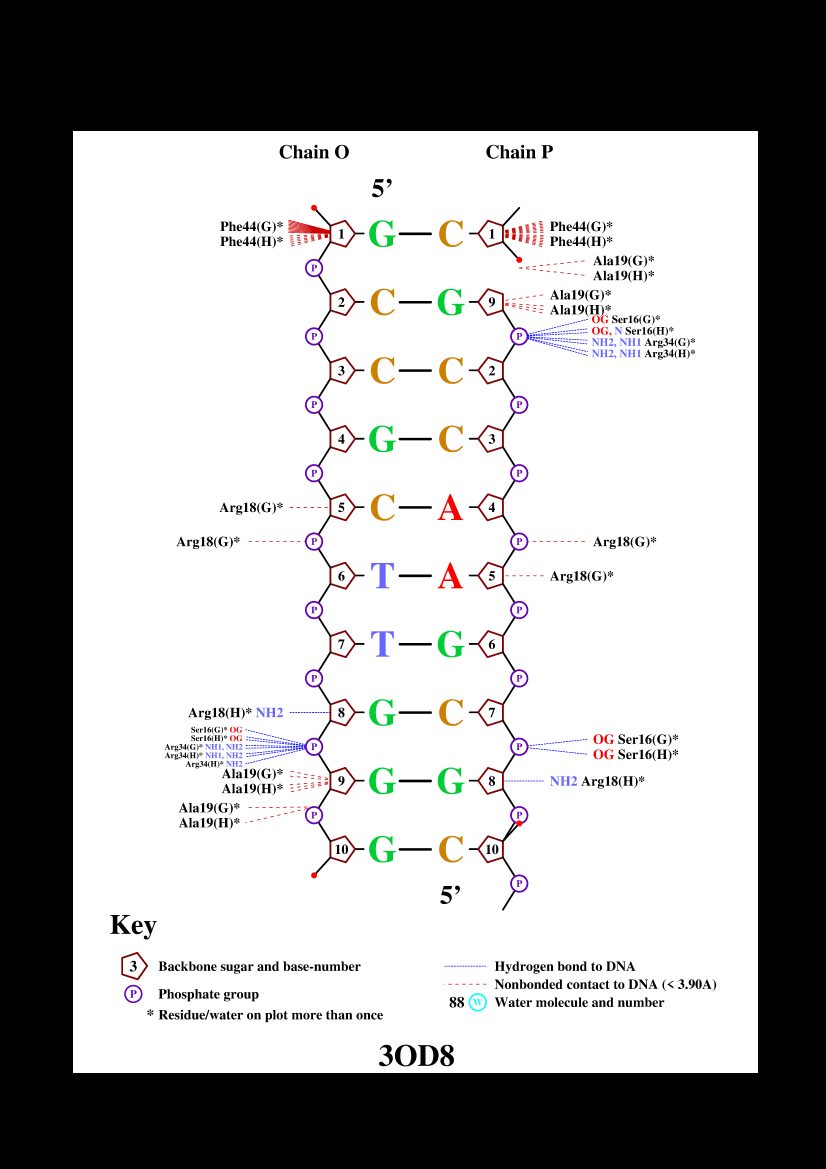 Chain O Chain P
5’
Phe44(G)* 1 G C 1 Phe44(G)*
Phe44(H)* Phe44(H)*
P Ala19(G)*
Ala19(H)*
2 C G 9 Ala19(G)*
Ala19(H)*
OG Ser16(G)*
OG, N Ser16(H)*
P P NH2, NH1 Arg34(G)*
NH2, NH1 Arg34(H)*
3 C C 2
P P
4 G C 3
P P
Arg18(G)* 5 C A 4
Arg18(G)* P P Arg18(G)*
6 T A 5 Arg18(G)*
P P
7 T G 6
P P
Arg18(H)* NH2 8 G C 7
Ser16(G)* OG
Ser16(H)* OG OG Ser16(G)*
Arg34(G)* NH1, NH2 P P
Arg34(H)* NH1, NH2 OG Ser16(H)*
Arg34(H)* NH2
Ala19(G)* 9 G G 8 NH2 Arg18(H)*
Ala19(H)*
Ala19(G)* P P
Ala19(H)*
10 G C 10
5’ P
Key
3 Backbone sugar and base-number
P Phosphate group
* Residue/water on plot more than once
Hydrogen bond to DNA
Nonbonded contact to DNA (< 3.90A)
88 W Water molecule and number
3OD8